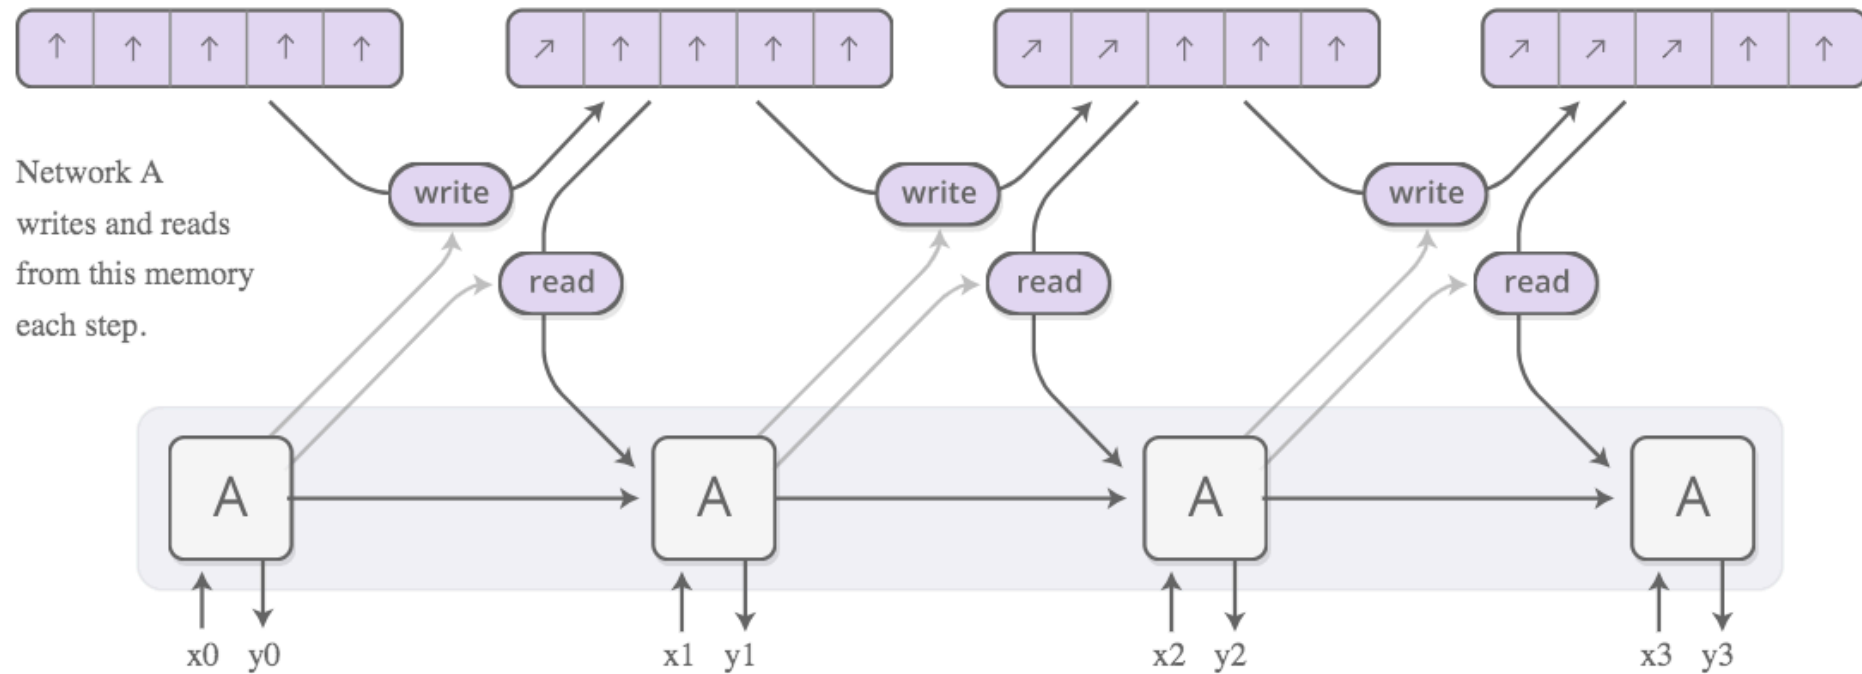 Network A
writes and reads
from this memory
each step.
write
write
write
read
read
read
A
A
A
A
x0 y0
x1 y1
x2 y2
x3 y3